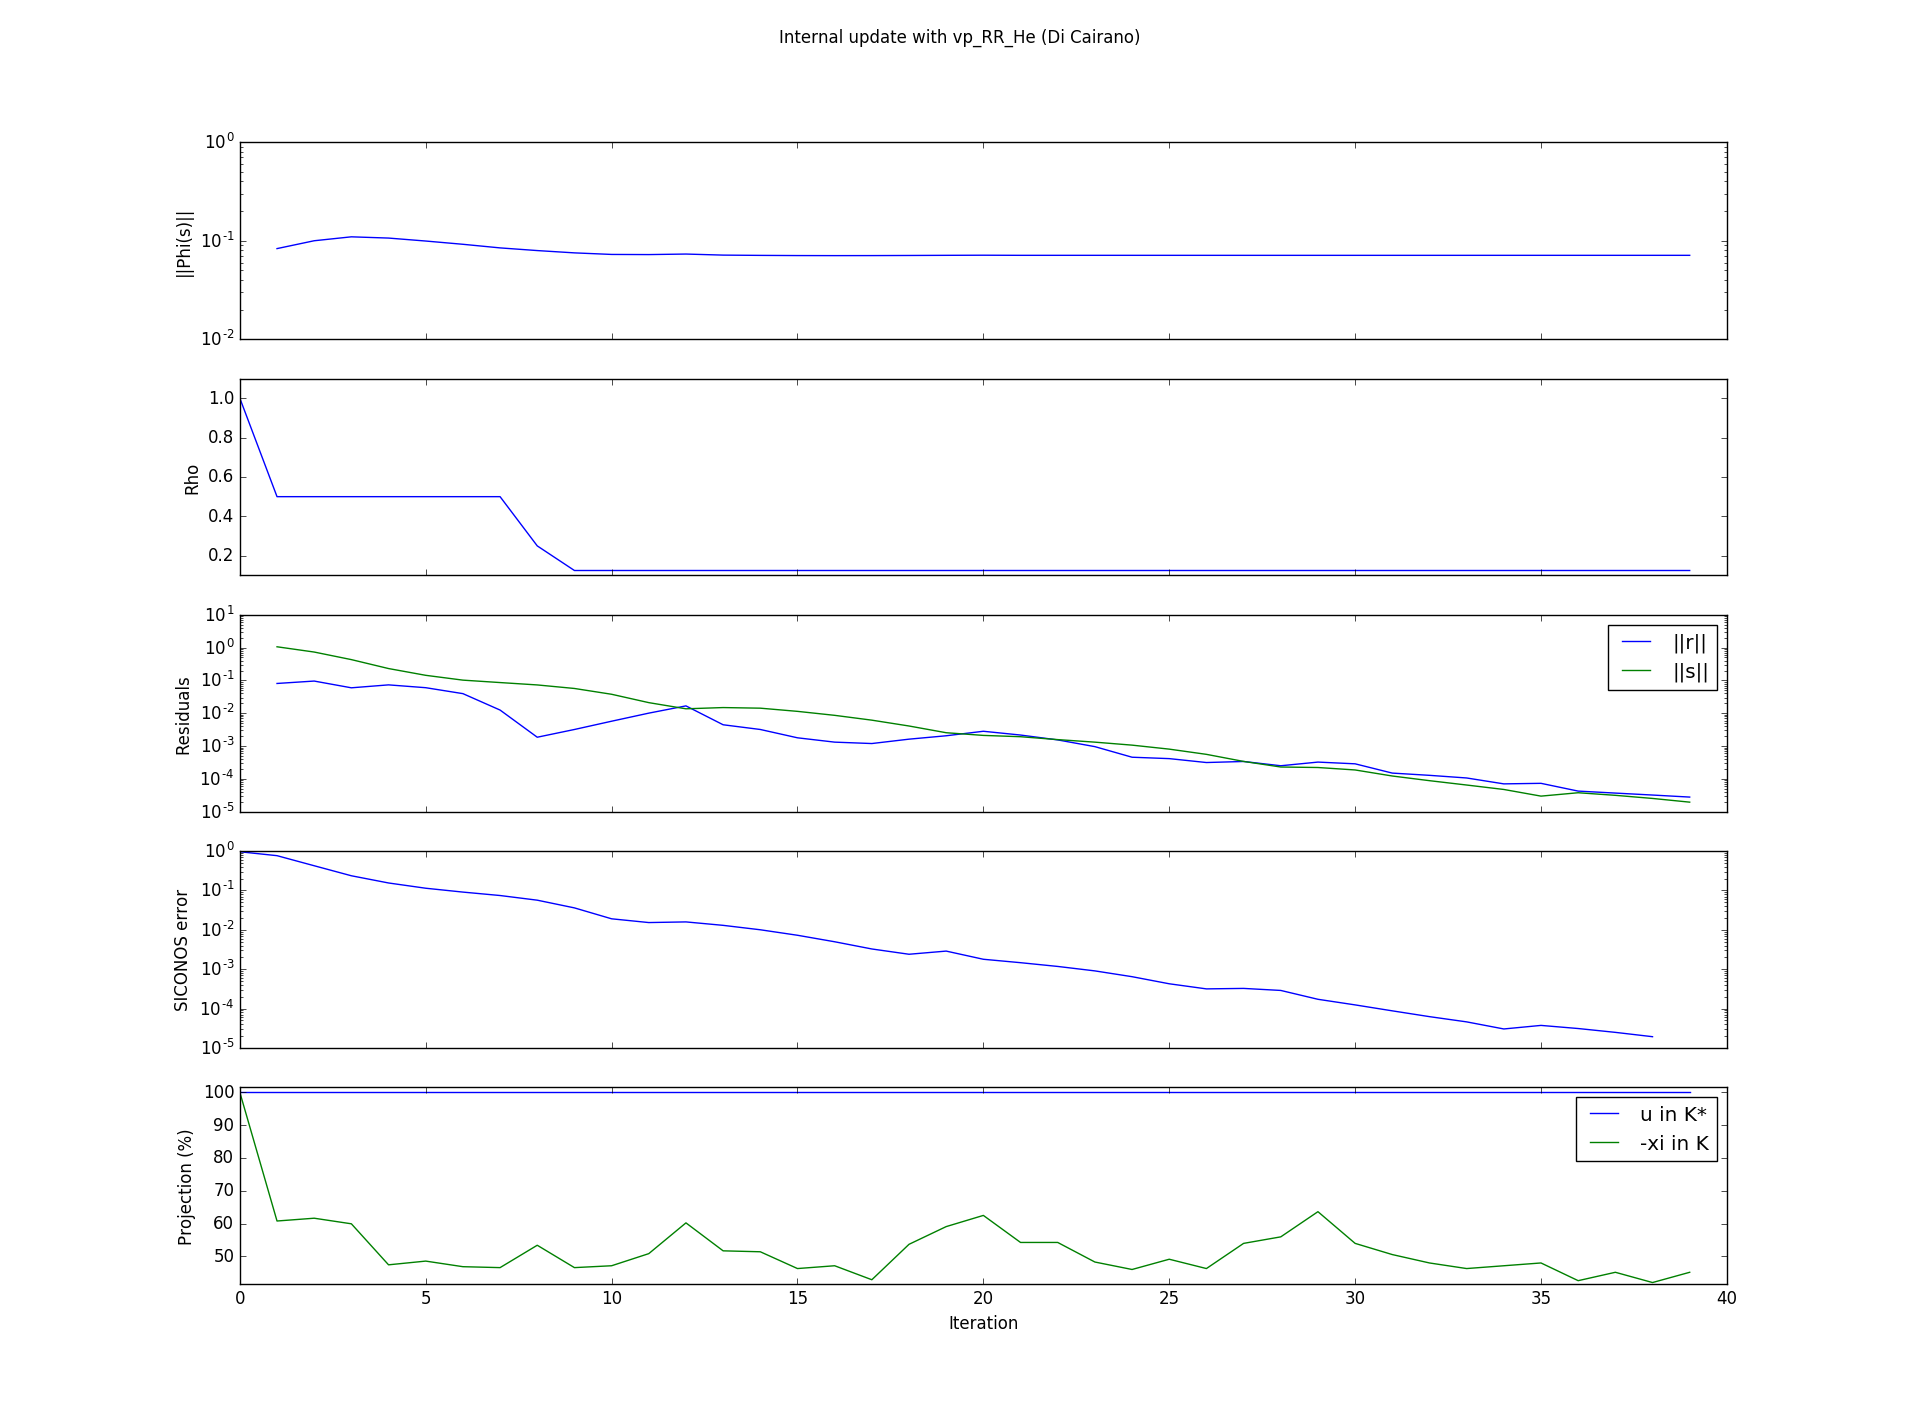 Internal update with vp_RR_He (Di Cairano)
||Phi(s)||
10^0
10^-1
10^-2
Rho
1.0
0.8
0.6
0.4
0.2
Residuals
10^1
10^0
10^-1
10^-2
10^-3
10^-4
10^-5
||r||
||s||
SICONOS error
10^0
10^-1
10^-2
10^-3
10^-4
10^-5
Projection (%)
100
90
80
70
60
50
u in K*
-xi in K
0 5 10 15 20 25 30 35 40
Iteration